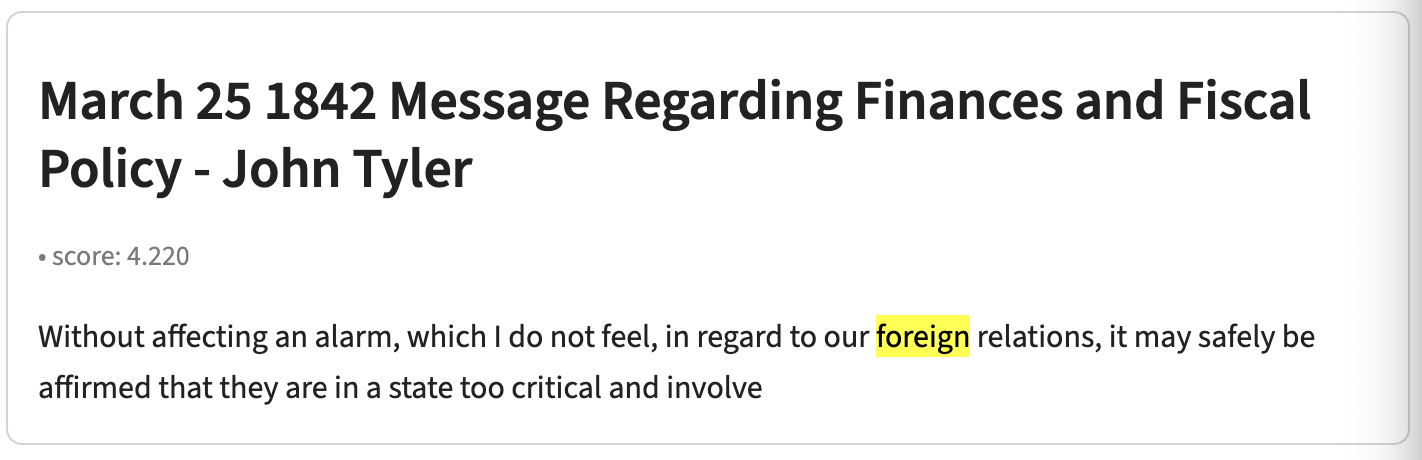 March 25 1842 Message Regarding Finances and Fiscal
Policy - John Tyler
• score: 4.220
Without affecting an alarm, which I do not feel, in regard to our foreign relations, it may safely be
affirmed that they are in a state too critical and involve